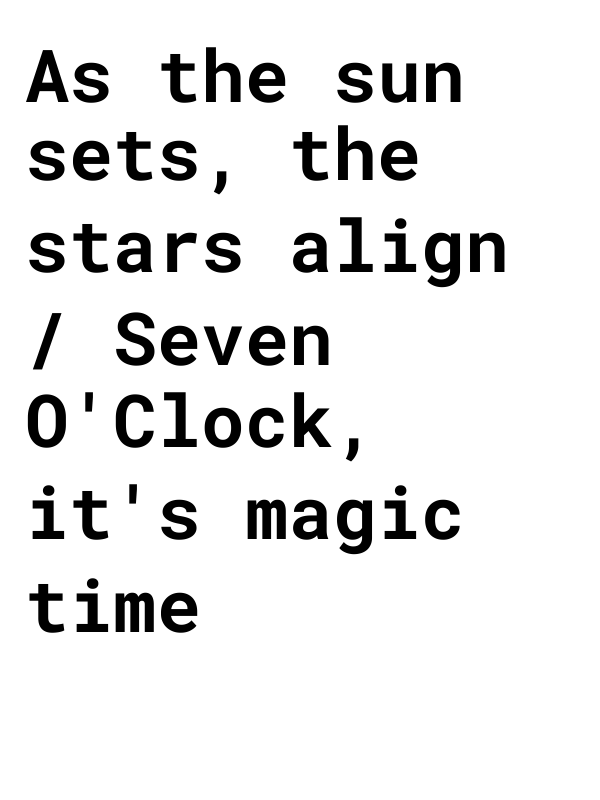 As the sun
sets, the
stars align
/ Seven
O'Clock,
it's magic
time